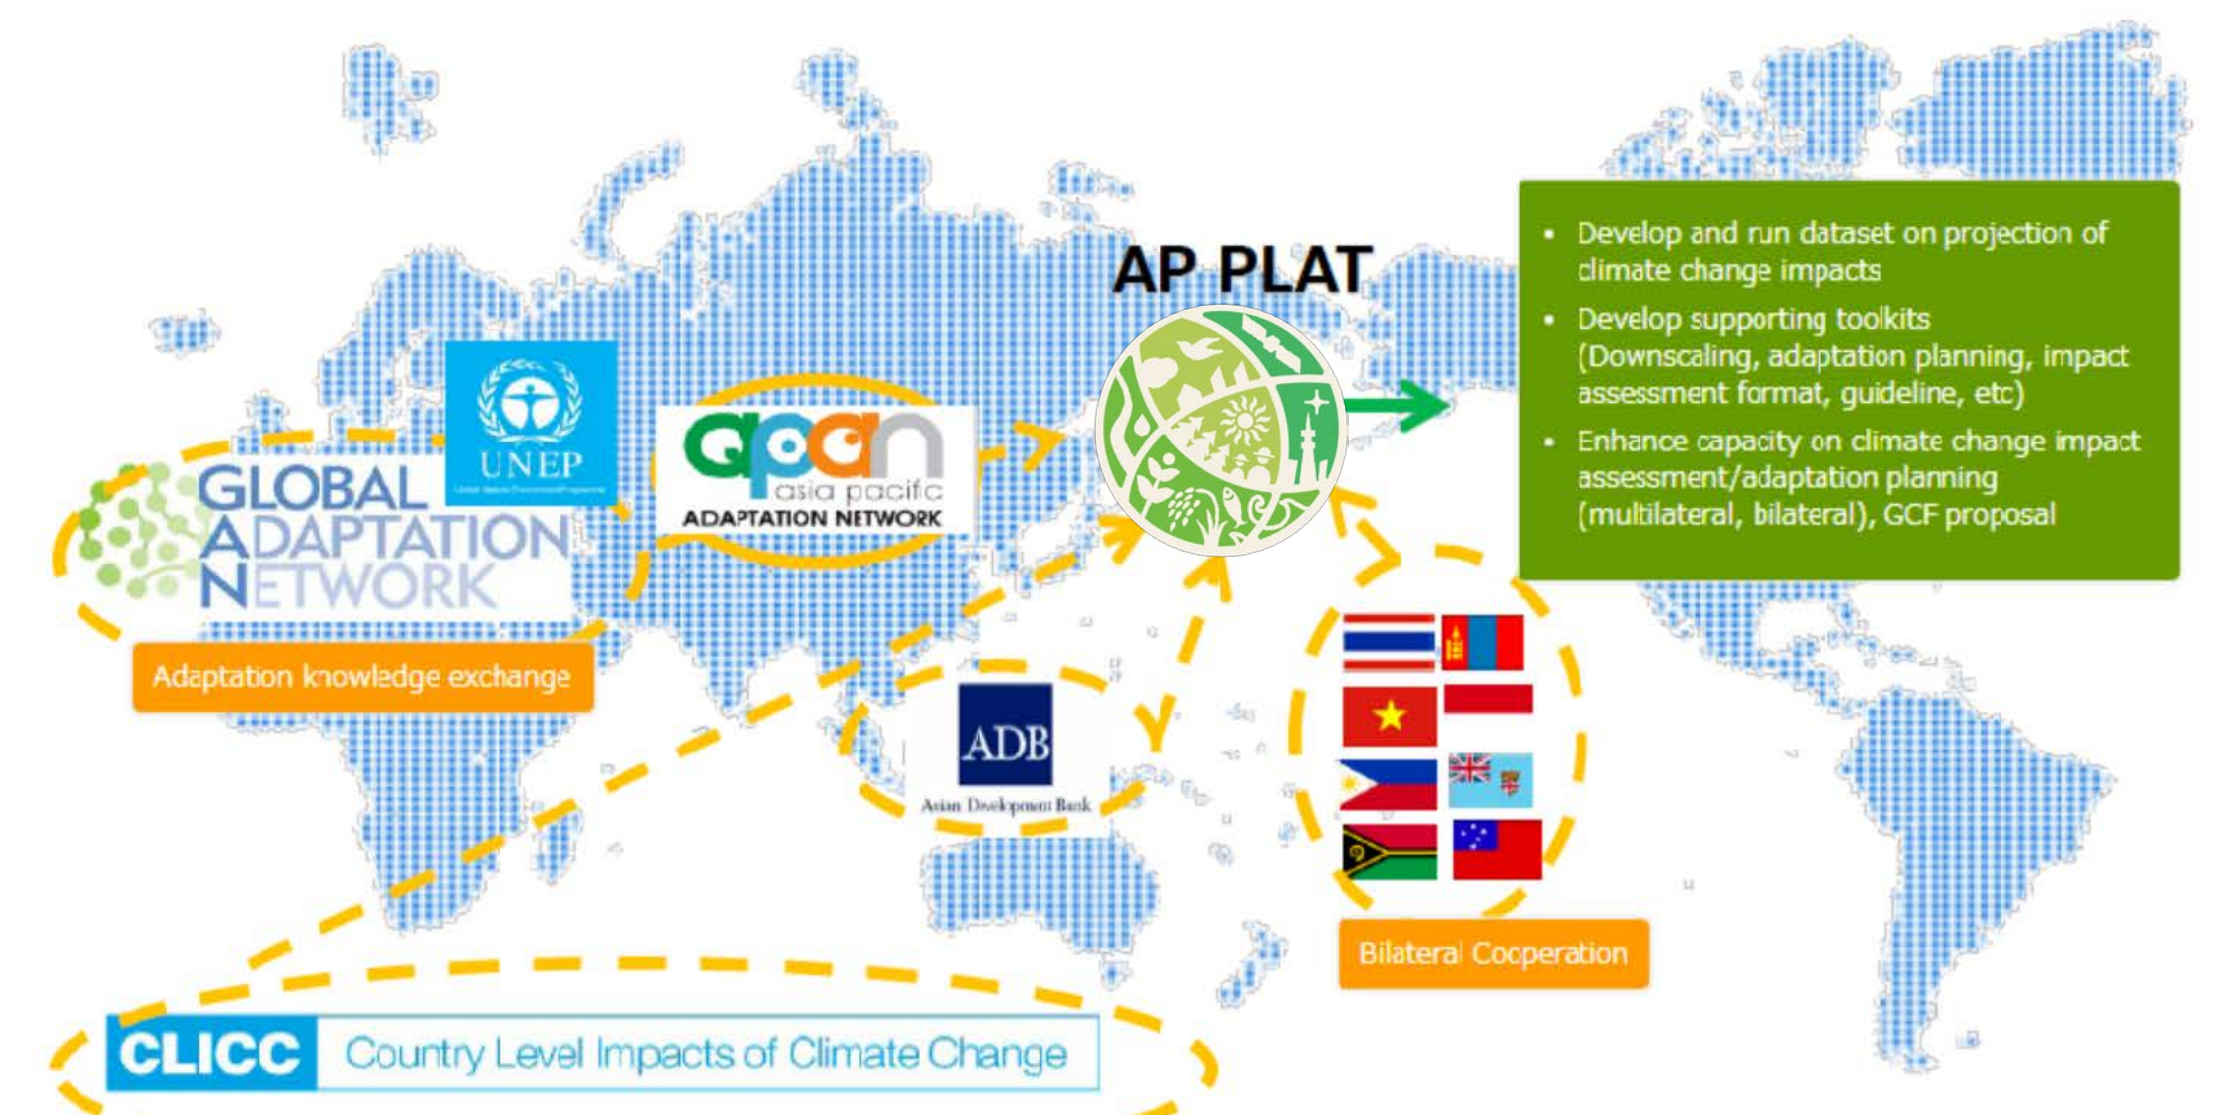 AP PLAT
• Develop and run dataset on projection of
climate change impacts
• Develop supporting toolkits
(Downscaling, adaptation planning, impact
assessment format, guideline, etc)
• Enhance capacity on climate change impact
assessment/adaptation planning
(multilateral, bilateral), GCF proposal
UNEP
GLOBAL
ADAPTATION
NETWORK
apan
asia pacific
ADAPTATION NETWORK
Adaptation knowledge exchange
ADB
Asian Development Bank
Bilateral Cooperation
CLICC Country Level Impacts of Climate Change